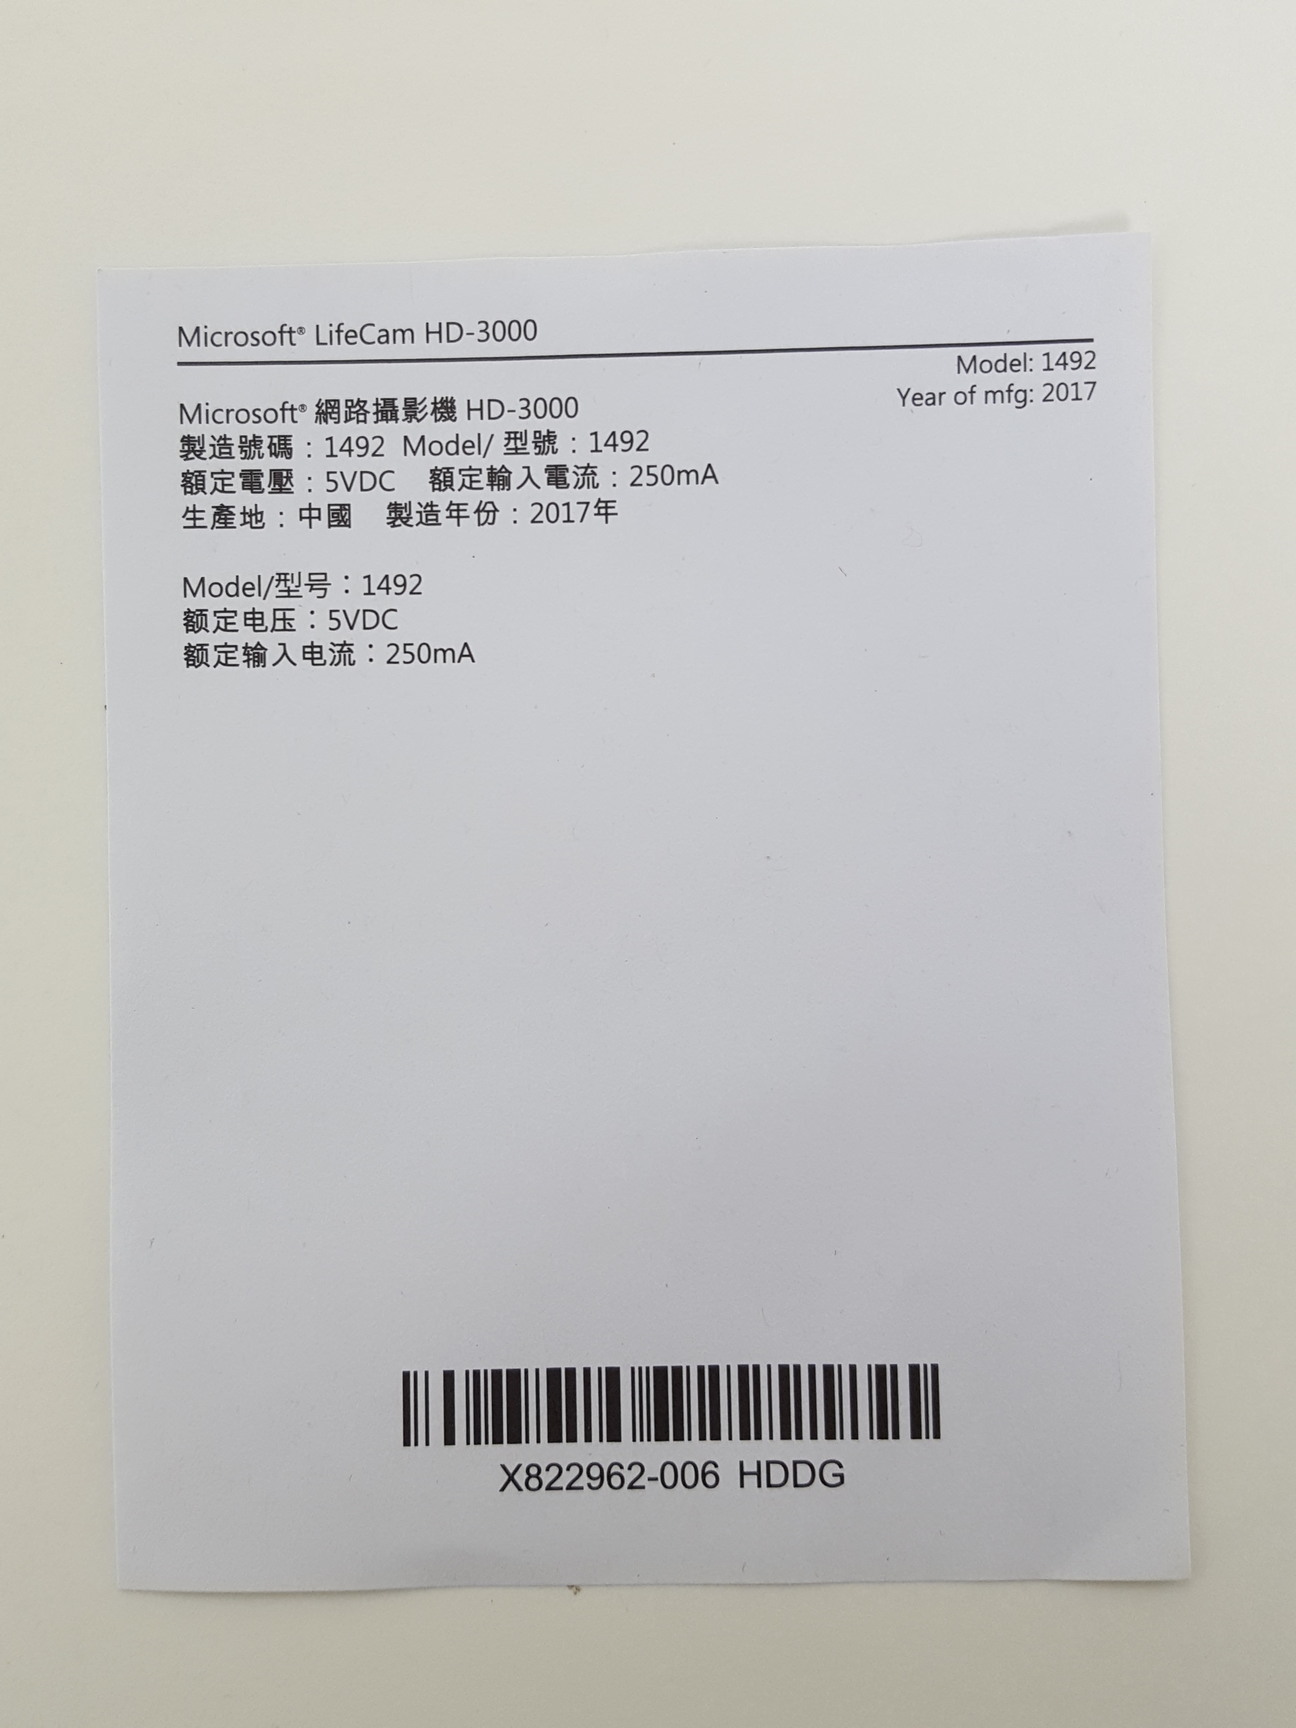 Microsoft® LifeCam HD-3000
Model: 1492
Year of mfg: 2017
Microsoft® 網路攝影機 HD-3000
製造號碼：1492 Model/ 型號：1492
額定電壓：5VDC 額定輸入電流：250mA
生產地：中國 製造年份：2017年
Model/型号：1492
额定电压：5VDC
额定输入电流：250mA
X822962-006 HDDG